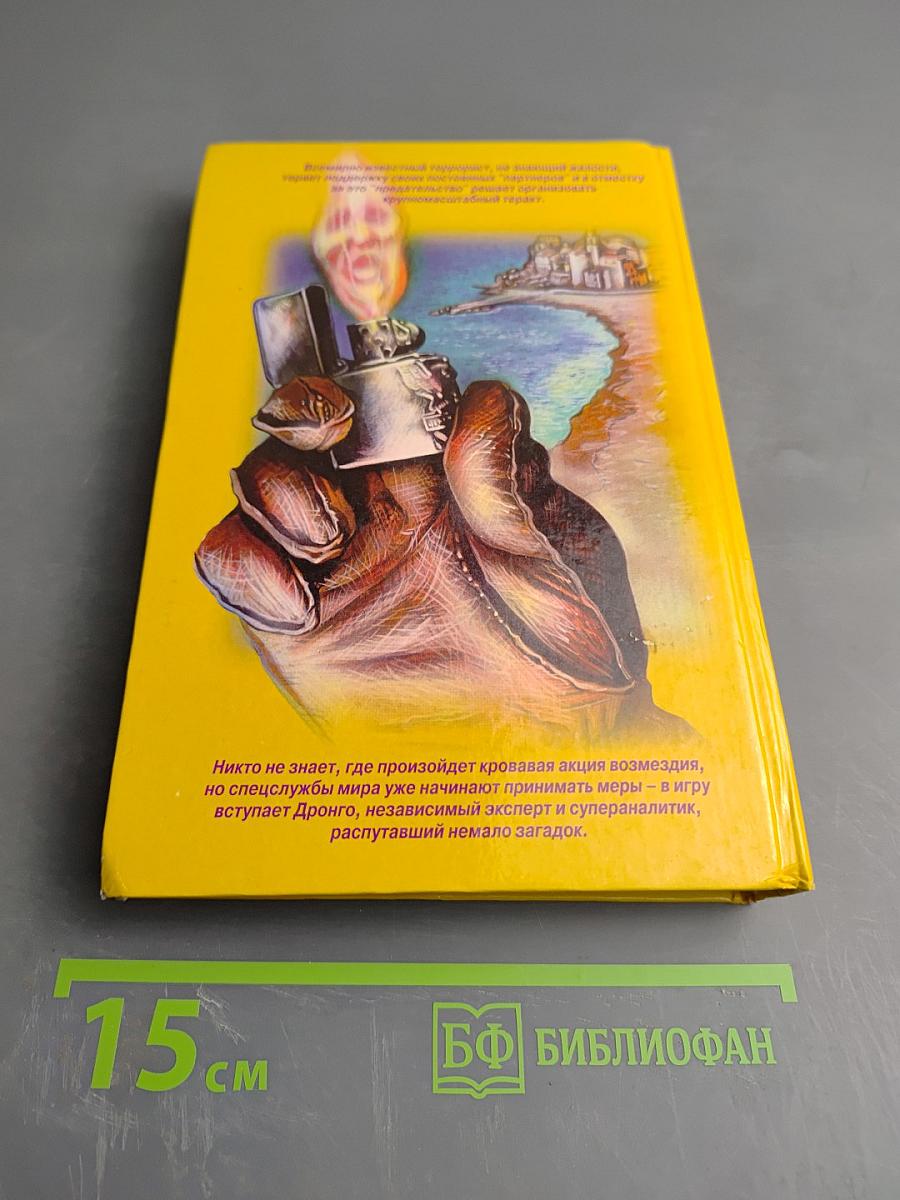 Всемирно известный террорист, не знающий жалости,
теряет поддержку своих постоянных "партнеров" и в отместку
за это "предательство" решает организовать
крупномасштабный теракт.
Никто не знает, где произойдет кровавая акция возмездия,
но спецслужбы мира уже начинают принимать меры – в игру
вступает Дронго, независимый эксперт и супераналитик,
распутавший немало загадок.
15 см
БФ БИБЛИОФАН